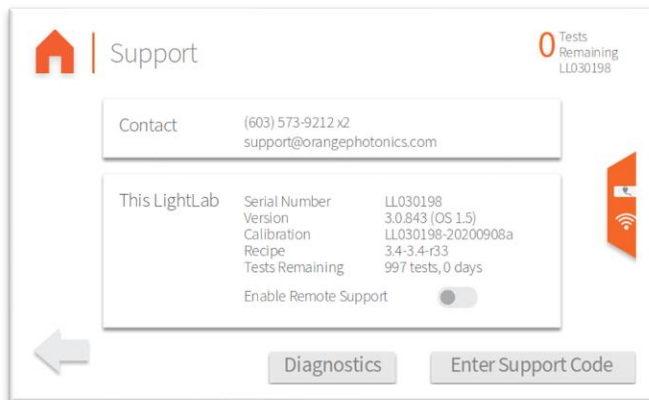 Support
0 Tests
Remaining
LL030198
Contact
(603) 573-9212 x2
support@orangephotonics.com
This LightLab
Serial Number LL030198
Version 3.0.843 (OS 1.5)
Calibration LL030198-20200908a
Recipe 3.4-3.4-r33
Tests Remaining 997 tests, 0 days
Enable Remote Support
Diagnostics
Enter Support Code